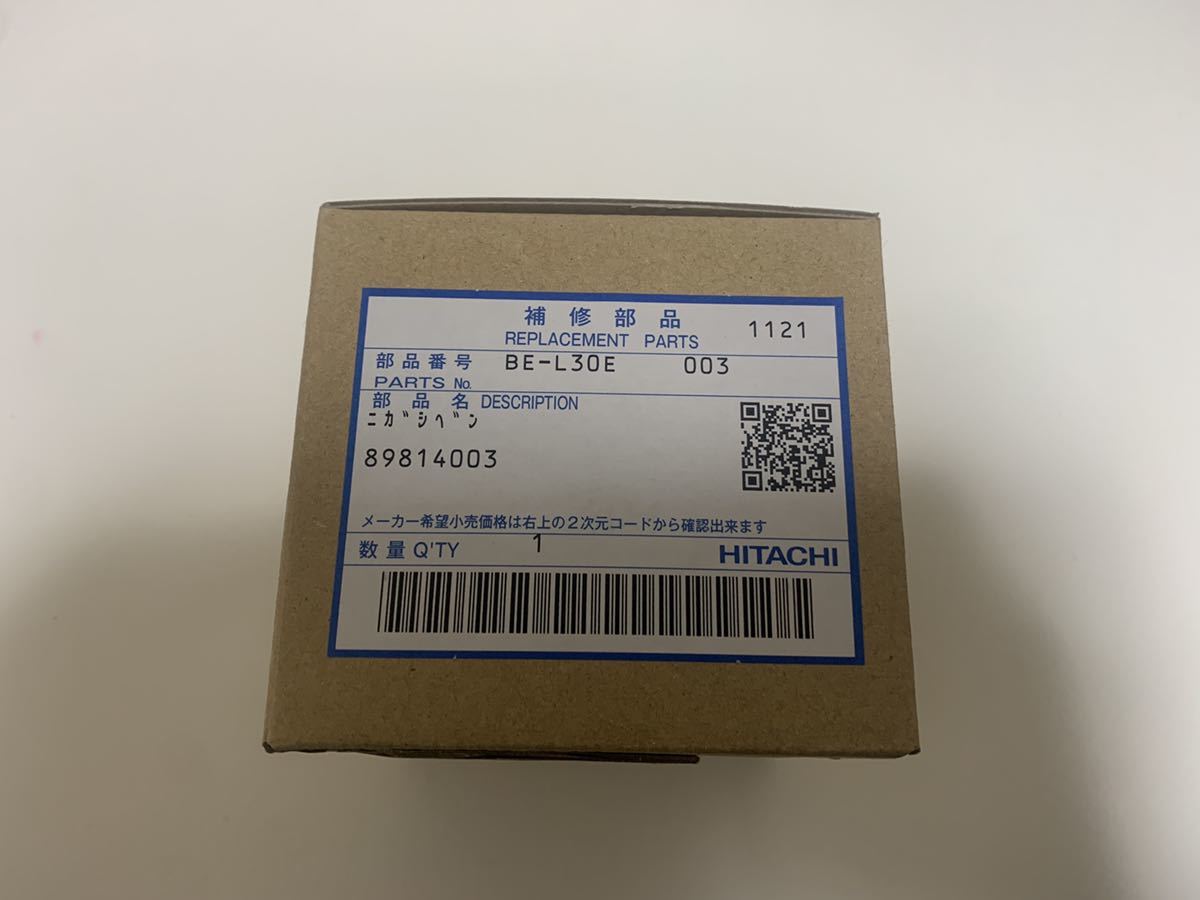 補修部品 1121
REPLACEMENT PARTS
部品番号 BE-L30E 003
PARTS No.
部品名 DESCRIPTION
ﾆｶﾞｼﾍﾞﾝ
89814003
メーカー希望小売価格は右上の2次元コードから確認出来ます
数量 Q'TY 1 HITACHI